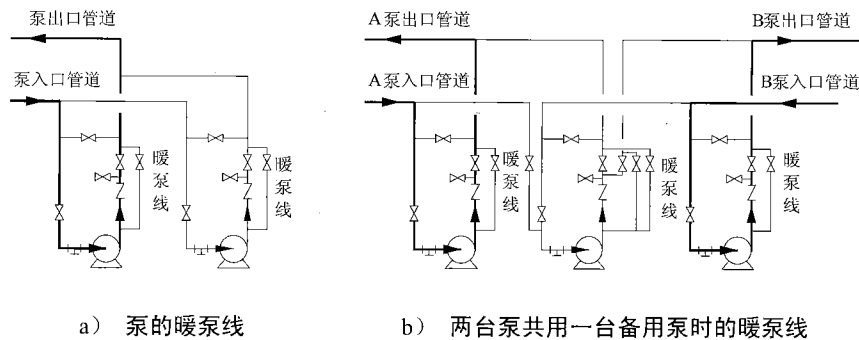 泵出口管道
泵入口管道
暖泵线
暖泵线
a） 泵的暖泵线
A泵出口管道
B泵出口管道
A泵入口管道
B泵入口管道
暖泵线
暖泵线
暖泵线
b） 两台泵共用一台备用泵时的暖泵线